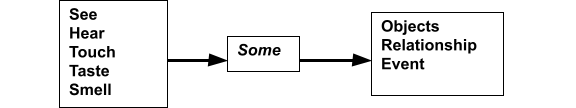 See
Hear
Touch
Taste
Smell
Some
Objects
Relationship
Event